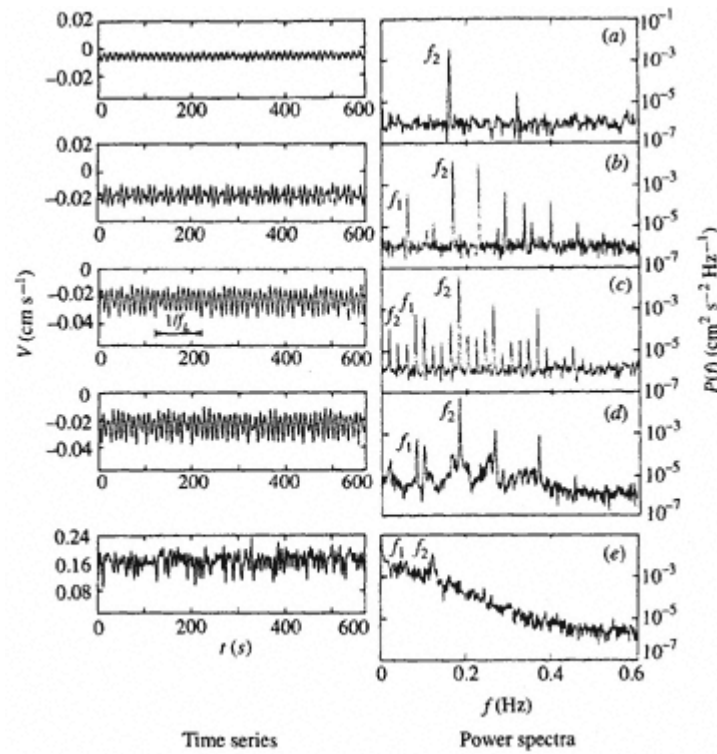 0.02
0
−0.02
0 200 400 600
f2
(a)
10−1
10−3
10−5
10−7
0
−0.02
0 200 400 600
f1
f2
(b)
10−3
10−5
10−7
0
−0.02
−0.04
1/fL
0 200 400 600
f2 f1
f2
(c)
10−3
10−5
10−7
0
−0.02
−0.04
0 200 400 600
f1
f2
(d)
10−3
10−5
10−7
0.24
0.16
0.08
0 200 400 600
f1 f2
(e)
10−3
10−5
10−7
0 0.2 0.4 0.6
V (cm s−1)
P(f) (cm2 s−2 Hz−1)
t (s)
f (Hz)
Time series
Power spectra